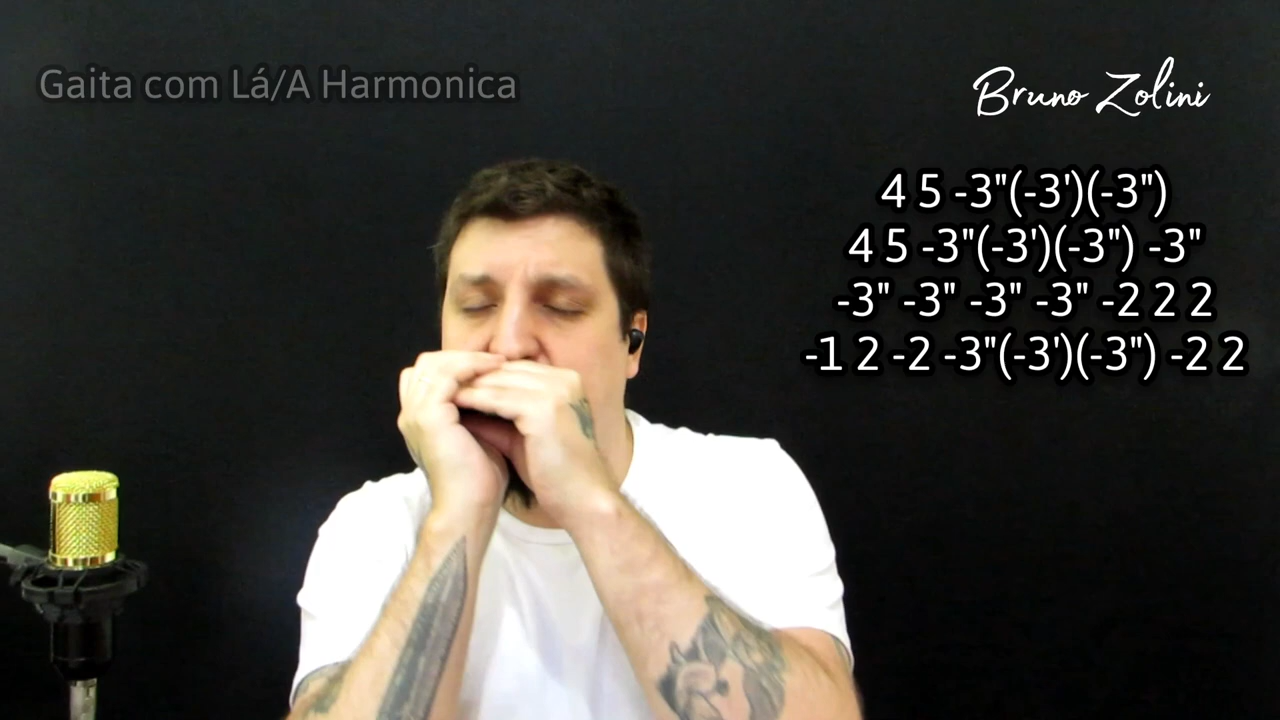 Gaita com Lá/A Harmonica
Bruno Zolini
4 5 -3"(-3')(-3")
4 5 -3"(-3')(-3") -3"
-3" -3" -3" -3" -2 2 2
-1 2 -2 -3"(-3')(-3") -2 2